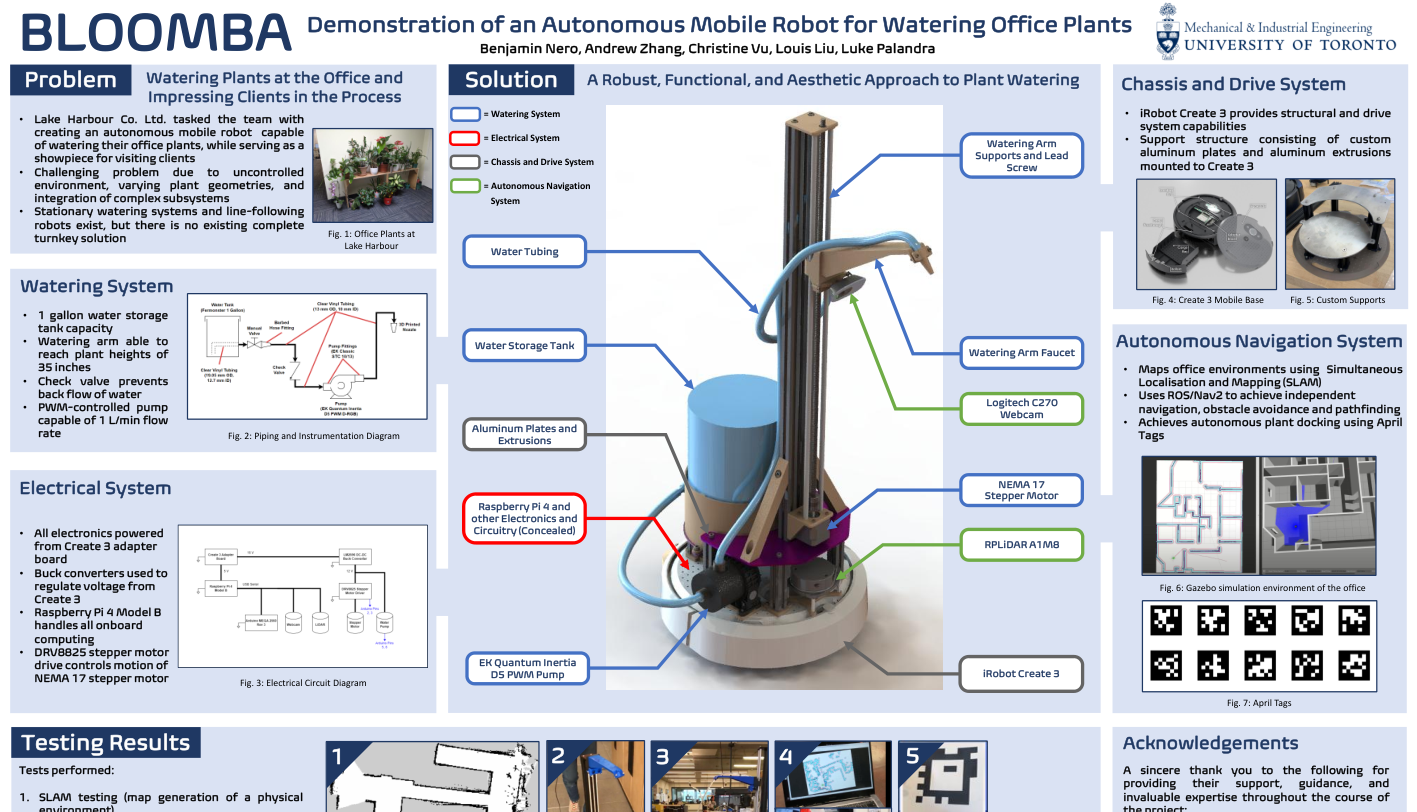 BLOOMBA
Demonstration of an Autonomous Mobile Robot for Watering Office Plants
Benjamin Nero, Andrew Zhang, Christine Vu, Louis Liu, Luke Palandra
Mechanical & Industrial Engineering
UNIVERSITY OF TORONTO
Problem
Watering Plants at the Office and
Impressing Clients in the Process
• Lake Harbour Co. Ltd. tasked the team with
creating an autonomous mobile robot capable
of watering their office plants, while serving as a
showpiece for visiting clients
• Challenging problem due to uncontrolled
environment, varying plant geometries, and
integration of complex subsystems
• Stationary watering systems and line-following
robots exist, but there is no existing complete
turnkey solution
Fig. 1: Office Plants at
Lake Harbour
Watering System
• 1 gallon water storage
tank capacity
• Watering arm able to
reach plant heights of
35 inches
• Check valve prevents
back flow of water
• PWM-controlled pump
capable of 1 L/min flow
rate
Water Tank
(Permonster 1 Gallon)
Clear Vinyl Tubing
(13 mm OD, 10 mm ID)
Manual
Valve
Barbed
Hose Fitting
3D Printed
Nozzle
Pump Fittings
(EK Classic
STC 10/13)
Check
Valve
Clear Vinyl Tubing
12.7 mm ID)
Pump
(EK Quantum Inertia
D5 PWM D-RGB)
Fig. 2: Piping and Instrumentation Diagram
Electrical System
• All electronics powered
from Create 3 adapter
board
• Buck converters used to
regulate voltage from
Create 3
• Raspberry Pi 4 Model B
handles all onboard
computing
• DRV8825 stepper motor
drive controls motion of
NEMA 17 stepper motor
Create 3 Adapter
Board
Buck Converter
Raspberry Pi 4
Model B
USB Serial
DRV8825 Stepper
Motor Driver
Webcam
LiDAR
Stepper
Motor
Water
Pump
Fig. 3: Electrical Circuit Diagram
Solution
A Robust, Functional, and Aesthetic Approach to Plant Watering
= Watering System
= Electrical System
= Chassis and Drive System
= Autonomous Navigation
System
Watering Arm
Supports and Lead
Screw
Water Tubing
Water Storage Tank
Watering Arm Faucet
Logitech C270
Webcam
Aluminum Plates and
Extrusions
NEMA 17
Stepper Motor
Raspberry Pi 4 and
other Electronics and
Circuitry (Concealed)
RPLiDAR A1M8
EK Quantum Inertia
D5 PWM Pump
iRobot Create 3
Chassis and Drive System
• iRobot Create 3 provides structural and drive
system capabilities
• Support structure consisting of custom
aluminum plates and aluminum extrusions
mounted to Create 3
Fig. 4: Create 3 Mobile Base
Fig. 5: Custom Supports
Autonomous Navigation System
• Maps office environments using Simultaneous
Localisation and Mapping (SLAM)
• Uses ROS/Nav2 to achieve independent
navigation, obstacle avoidance and pathfinding
• Achieves autonomous plant docking using April
Tags
Fig. 6: Gazebo simulation environment of the office
Fig. 7: April Tags
Testing Results
Tests performed:
1. SLAM testing (map generation of a physical
environment)
1
2
3
4
5
Acknowledgements
A sincere thank you to the following for
providing their support, guidance, and
invaluable expertise throughout the course of
the project: